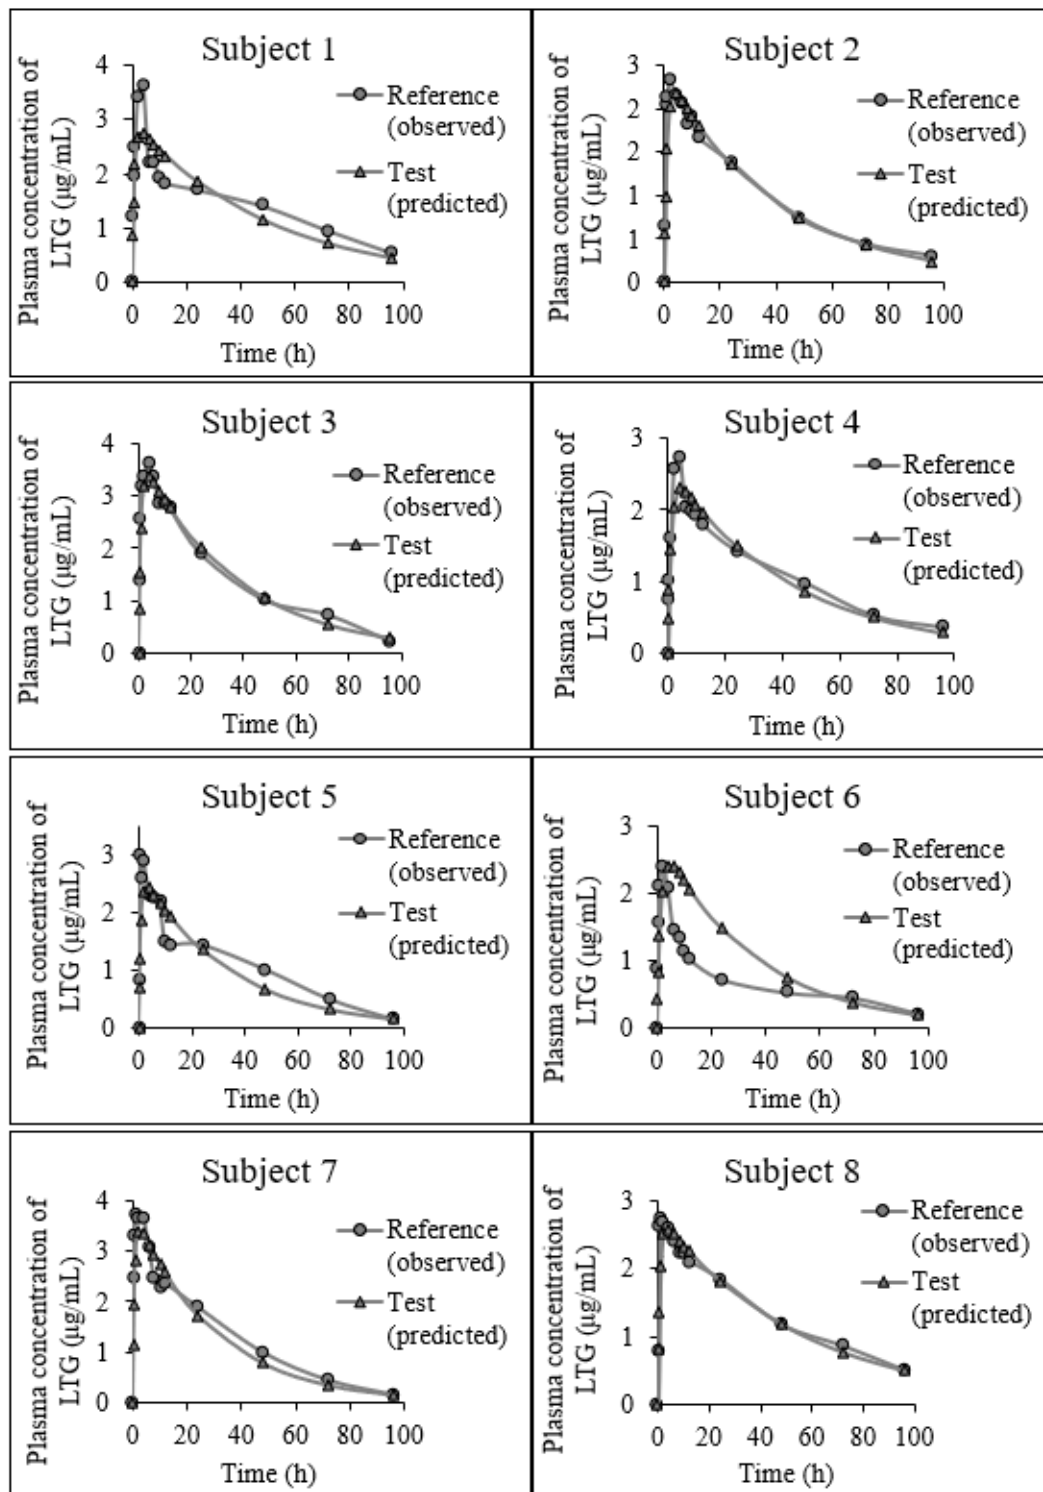 Subject 1
Plasma concentration of
LTG (µg/mL)
4
3
2
1
0
0 20 40 60 80 100
Time (h)
Reference
(observed)
Test
(predicted)
Subject 2
Plasma concentration of
LTG (µg/mL)
3
2
2
1
1
0
0 20 40 60 80 100
Time (h)
Reference
(observed)
Test
(predicted)
Subject 3
Plasma concentration of
LTG (µg/mL)
4
3
2
1
0
0 20 40 60 80 100
Time (h)
Reference
(observed)
Test
(predicted)
Subject 4
Plasma concentration of
LTG (µg/mL)
3
2
1
0
0 20 40 60 80 100
Time (h)
Reference
(observed)
Test
(predicted)
Subject 5
Plasma concentration of
LTG (µg/mL)
3
2
1
0
0 20 40 60 80 100
Time (h)
Reference
(observed)
Test
(predicted)
Subject 6
Plasma concentration of
LTG (µg/mL)
3
2
1
0
0 20 40 60 80 100
Time (h)
Reference
(observed)
Test
(predicted)
Subject 7
Plasma concentration of
LTG (µg/mL)
4
3
2
1
0
0 20 40 60 80 100
Time (h)
Reference
(observed)
Test
(predicted)
Subject 8
Plasma concentration of
LTG (µg/mL)
3
2
1
0
0 20 40 60 80 100
Time (h)
Reference
(observed)
Test
(predicted)